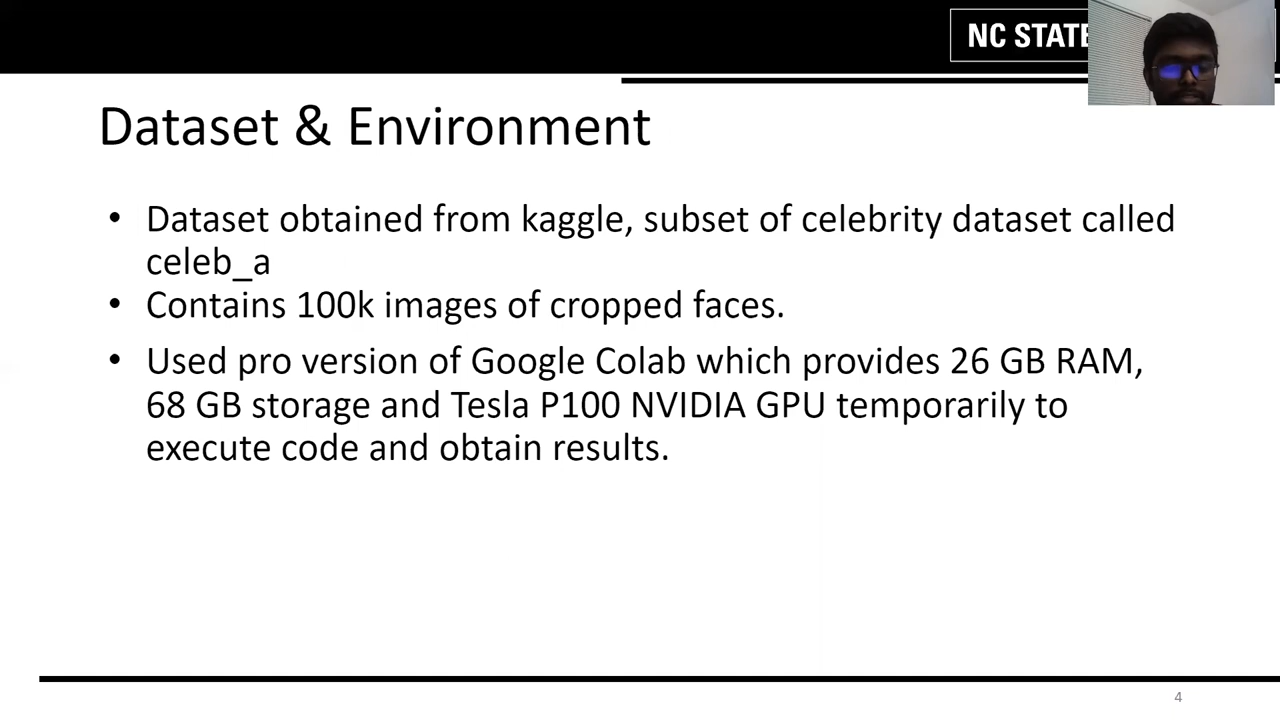 NC STATE
Dataset & Environment
• Dataset obtained from kaggle, subset of celebrity dataset called
celeb_a
• Contains 100k images of cropped faces.
• Used pro version of Google Colab which provides 26 GB RAM,
68 GB storage and Tesla P100 NVIDIA GPU temporarily to
execute code and obtain results.
4